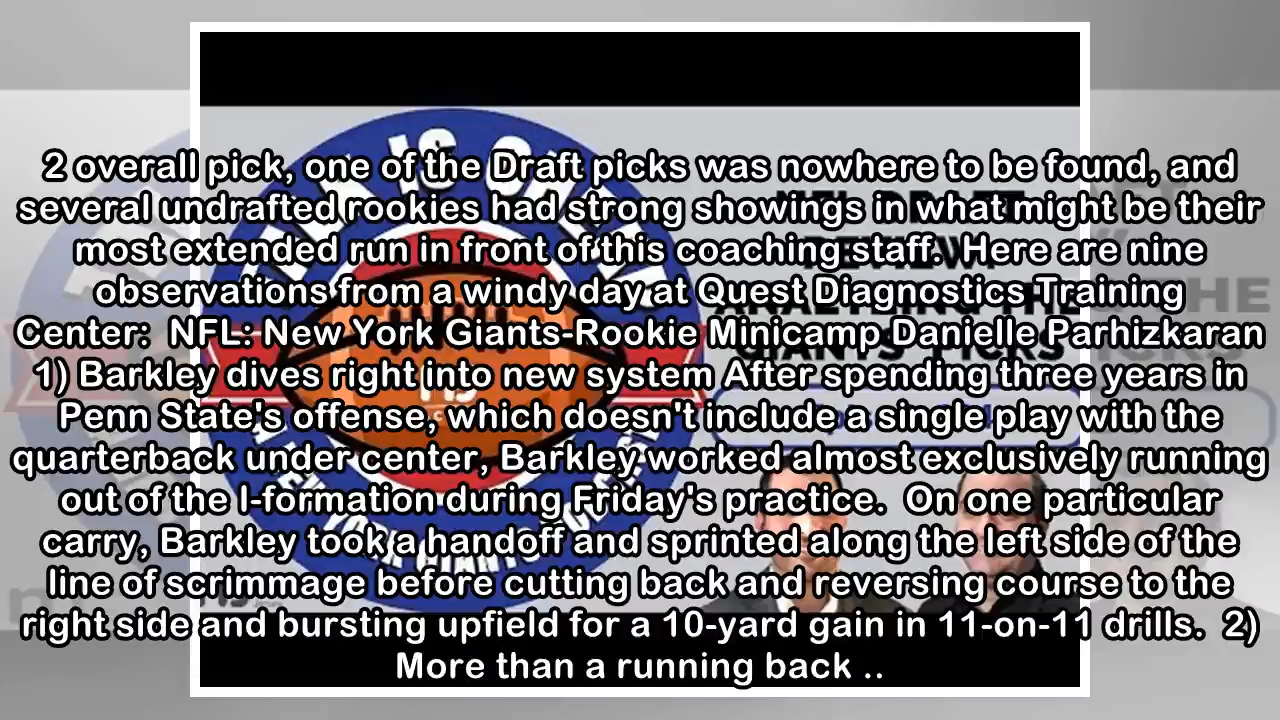 2 overall pick, one of the Draft picks was nowhere to be found, and
several undrafted rookies had strong showings in what might be their
most extended run in front of this coaching staff.  Here are nine
observations from a windy day at Quest Diagnostics Training
Center:  NFL: New York Giants-Rookie Minicamp Danielle Parhizkaran
1) Barkley dives right into new system After spending three years in
Penn State's offense, which doesn't include a single play with the
quarterback under center, Barkley worked almost exclusively running
out of the I-formation during Friday's practice.  On one particular
carry, Barkley took a handoff and sprinted along the left side of the
line of scrimmage before cutting back and reversing course to the
right side and bursting upfield for a 10-yard gain in 11-on-11 drills.  2)
More than a running back ..